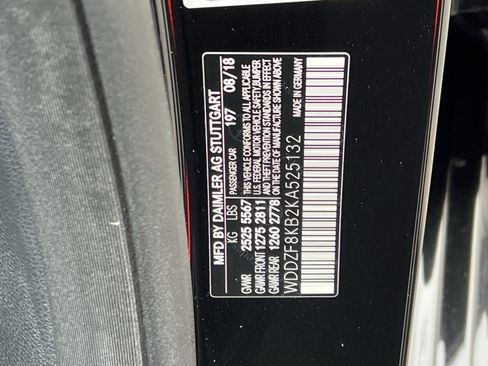 MFD BY DAIMLER AG STUTTGART
PASSENGER CAR 197 08/18
KG LBS
GVWR 2525 5567
GAWR FRONT 1275 2811
GAWR REAR 1260 2778
THIS VEHICLE CONFORMS TO ALL APPLICABLE
U.S. FEDERAL MOTOR VEHICLE SAFETY/BUMPER
AND THEFT PREVENTION STANDARDS IN EFFECT
ON THE DATE OF MANUFACTURE SHOWN ABOVE
WDDZF8KB2KA525132
MADE IN GERMANY